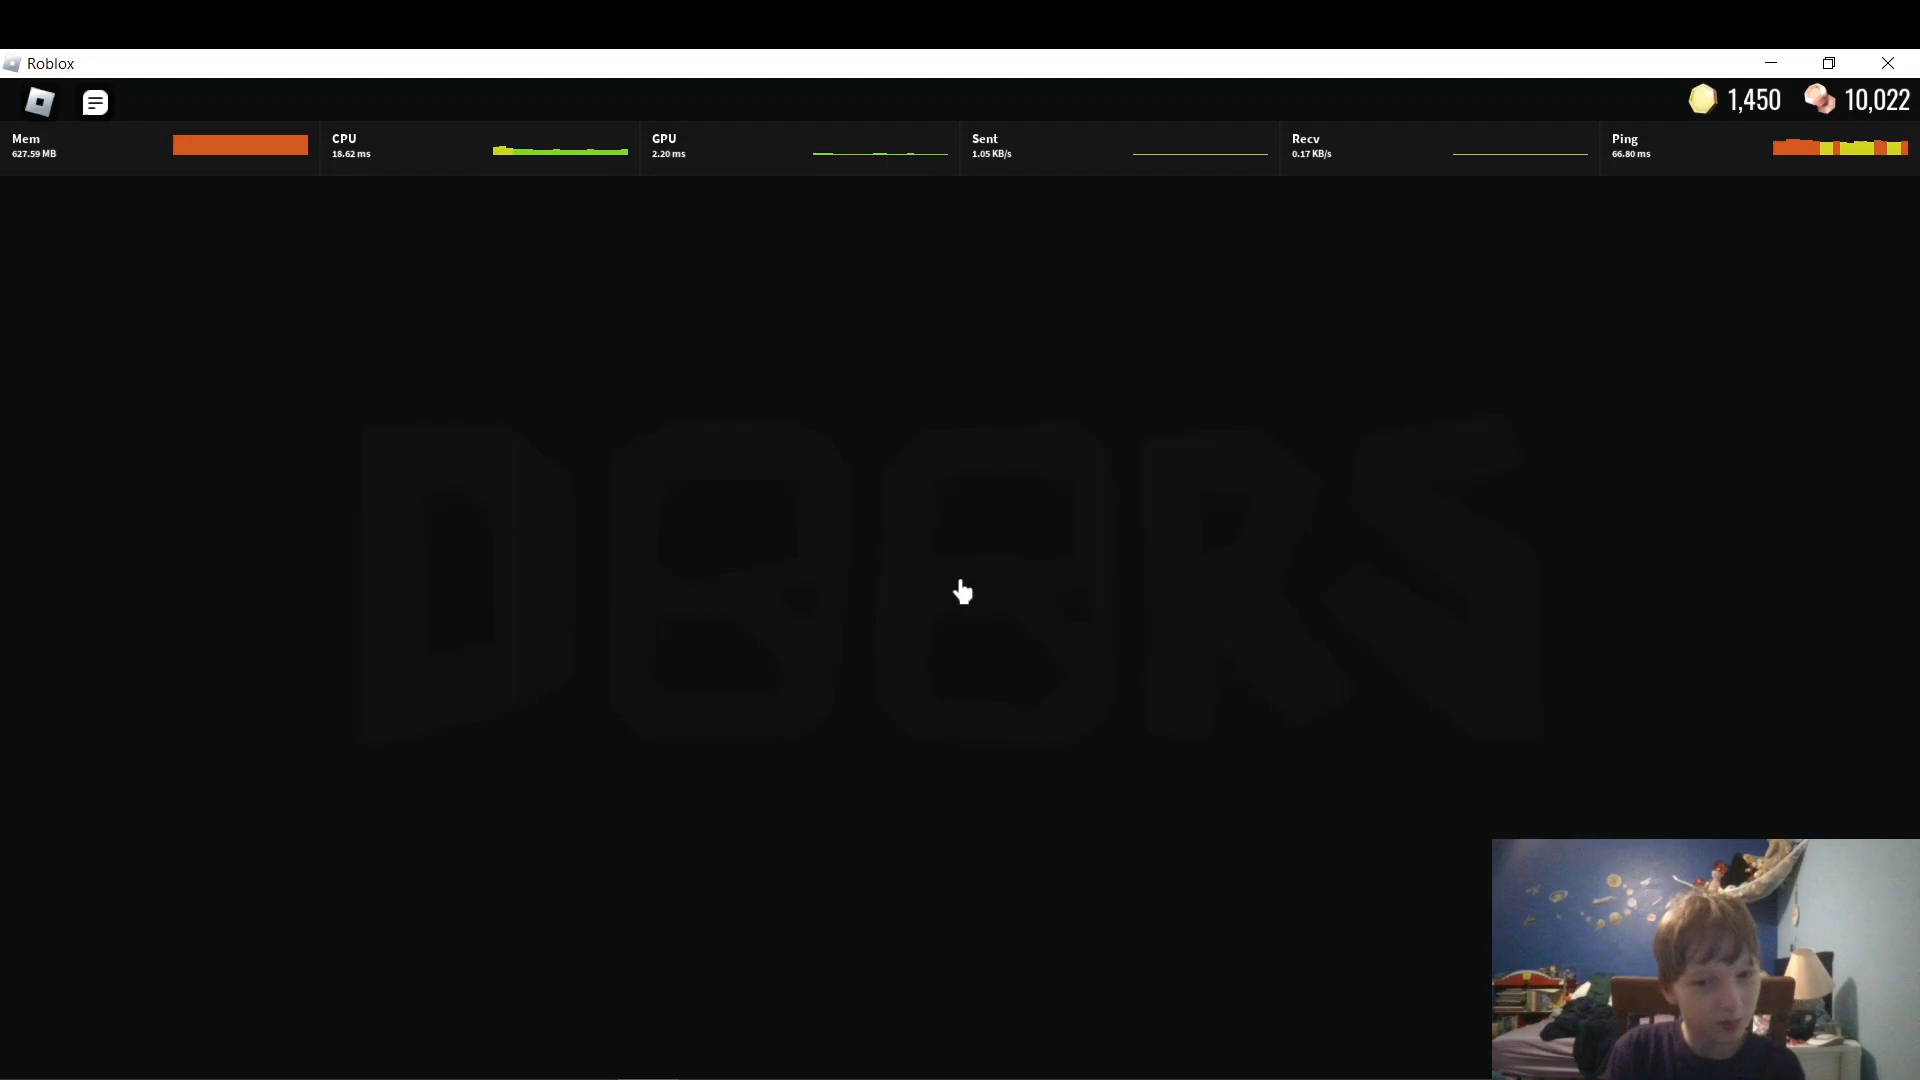 Roblox
1,450 10,022
Mem CPU GPU Sent Recv Ping
627.59 MB 18.62 ms 2.20 ms 1.05 KB/s 0.17 KB/s 66.80 ms
DOORS